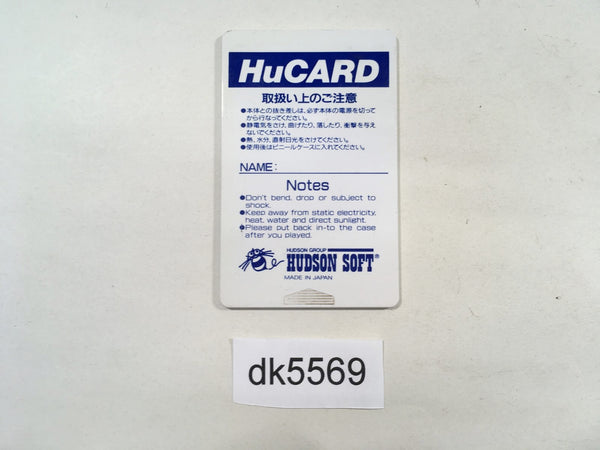 HuCARD
取扱い上のご注意
●本体との抜き差しは、必ず本体の電源を切って
から行なってください。
●静電気をさけ、曲げたり、落したり、衝撃を与え
ないでください。
●熱、水分、直射日光をさけてください。
●使用後はビニールケースに入れてください。
NAME:
Notes
●Don't bend, drop or subject to
shock.
●Keep away from static electricity,
heat, water and direct sunlight.
●Please put back in-to the case
after you played.
HUDSON GROUP
HUDSON SOFT®
MADE IN JAPAN
dk5569